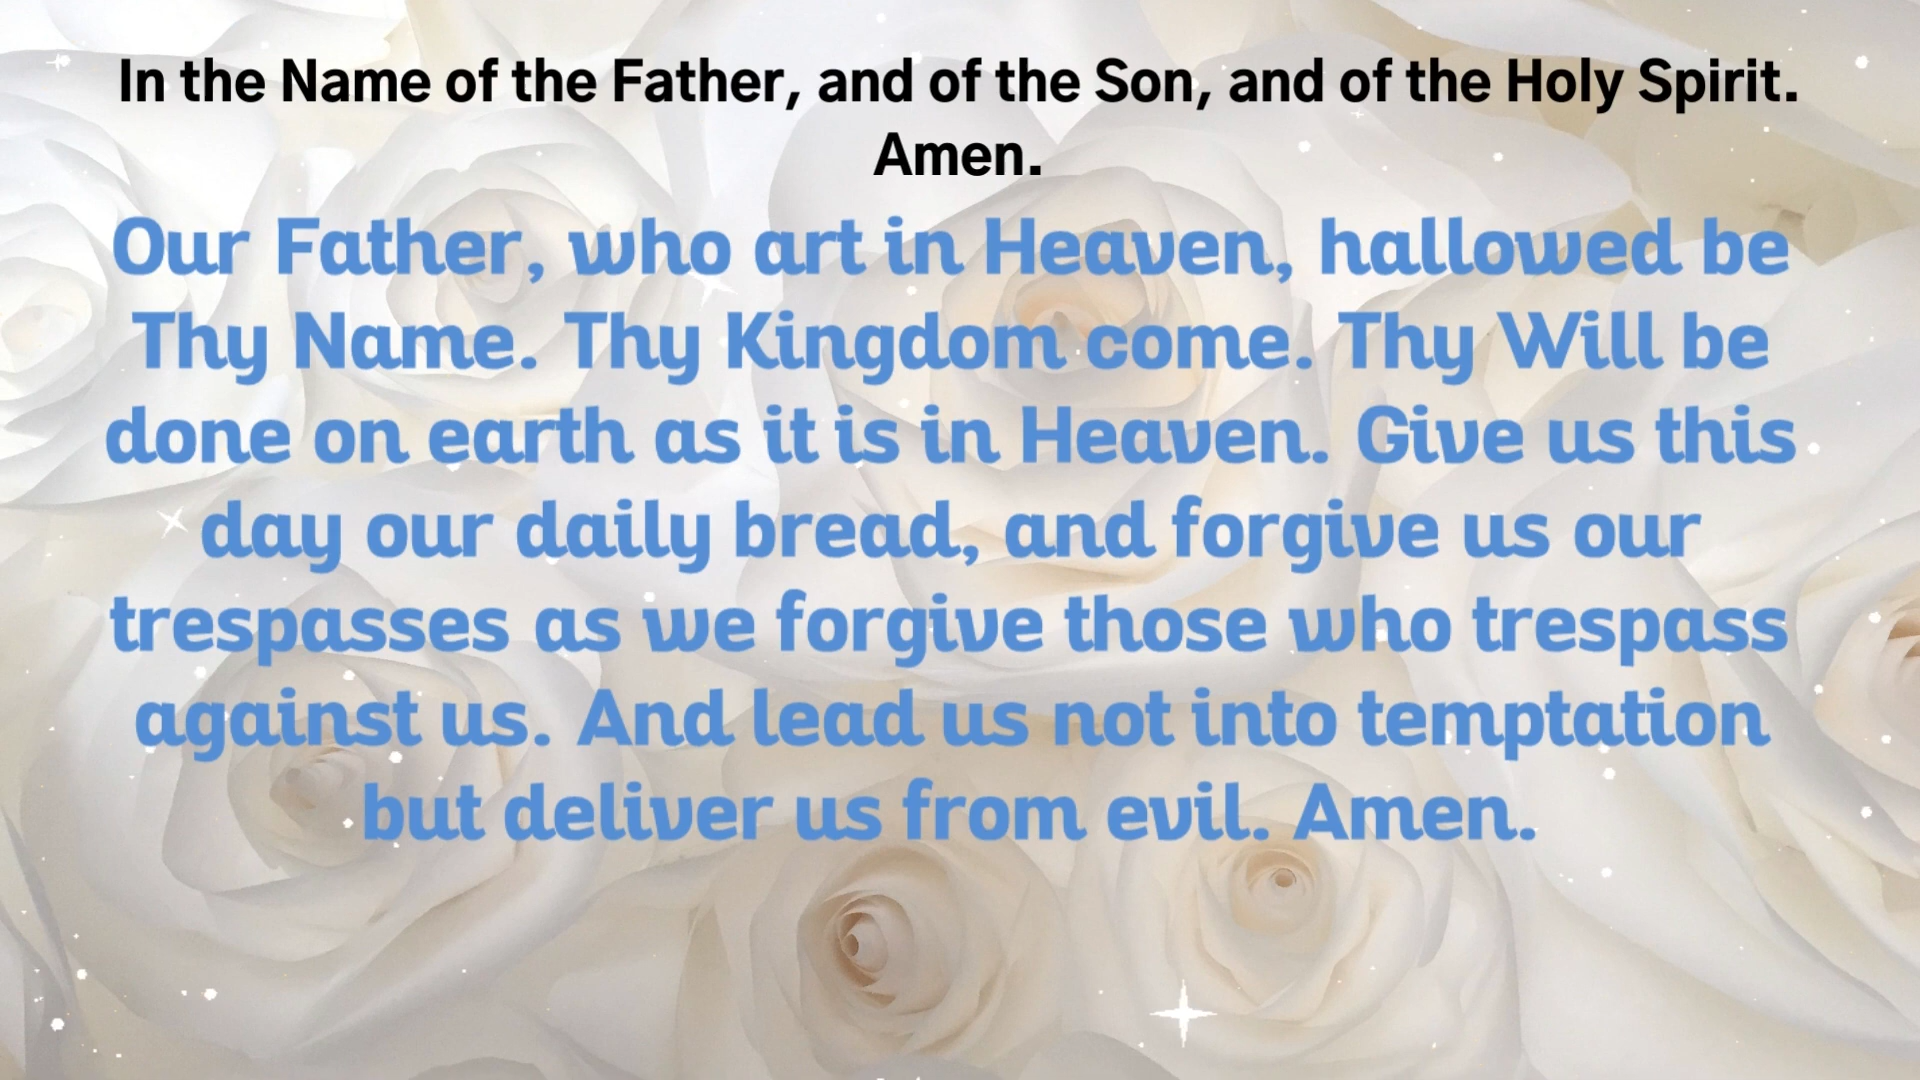 In the Name of the Father, and of the Son, and of the Holy Spirit.
Amen.
Our Father, who art in Heaven, hallowed be
Thy Name. Thy Kingdom come. Thy Will be
done on earth as it is in Heaven. Give us this
day our daily bread, and forgive us our
trespasses as we forgive those who trespass
against us. And lead us not into temptation
but deliver us from evil. Amen.